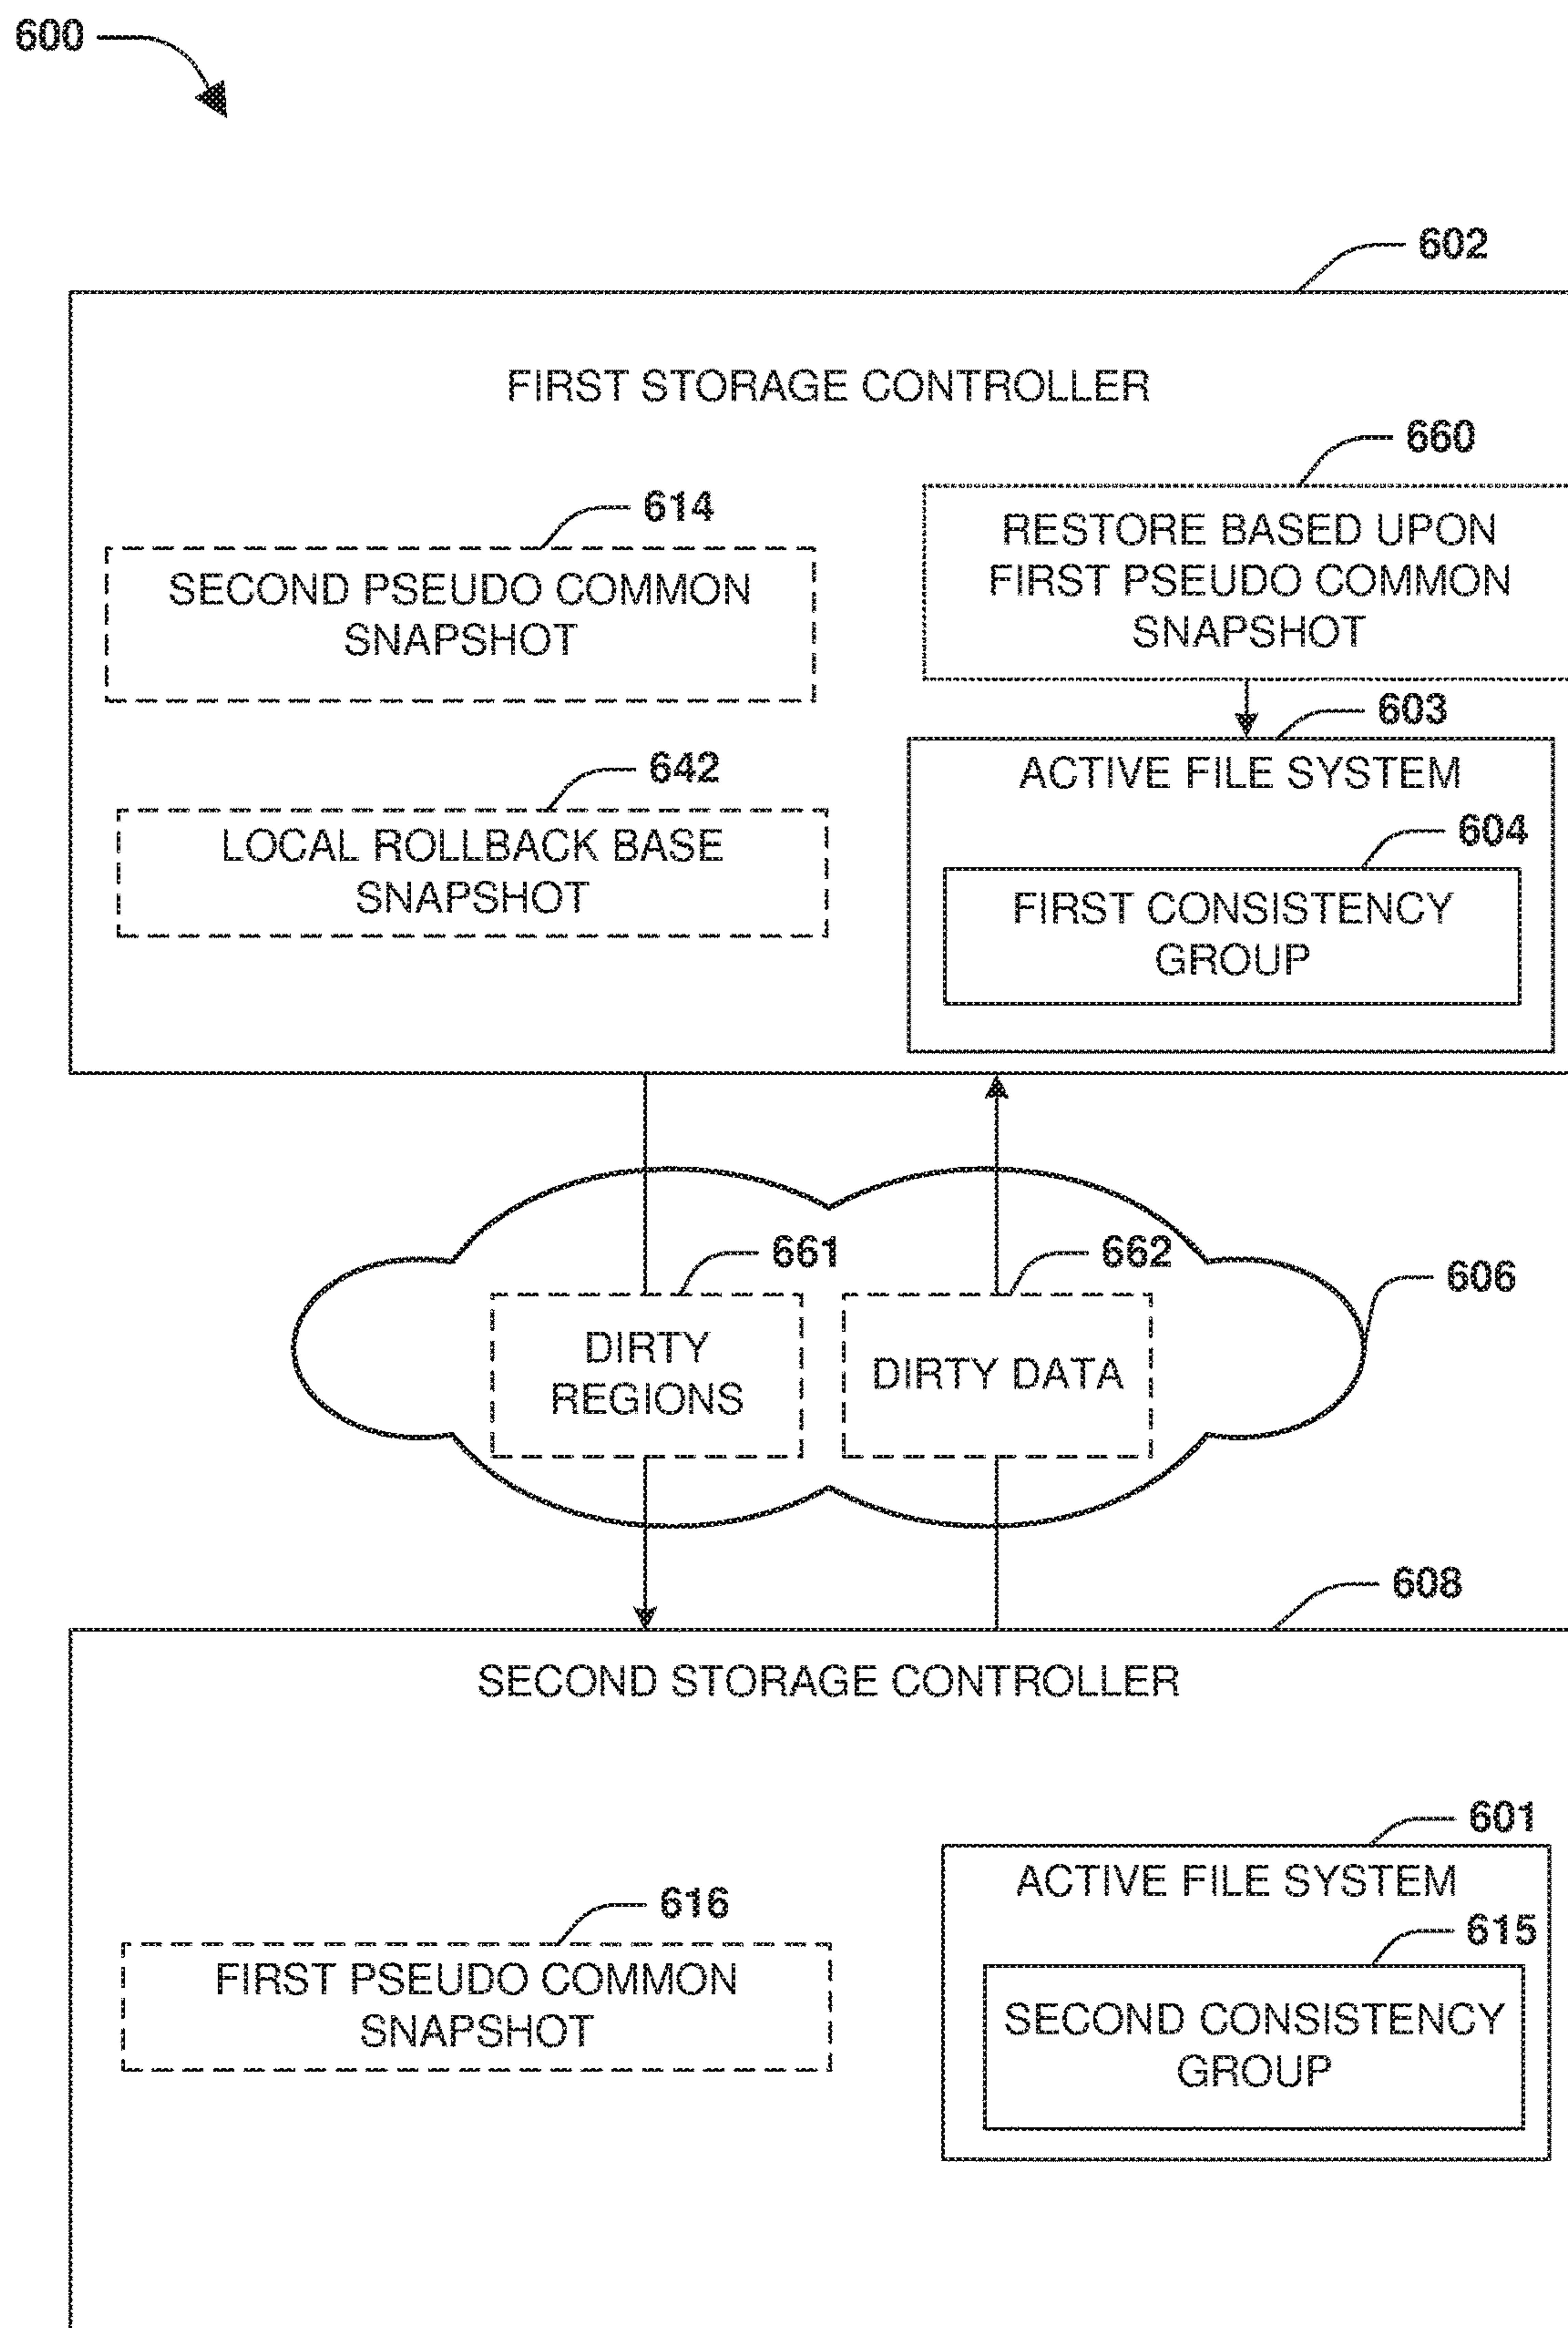 600
602
FIRST STORAGE CONTROLLER
660
614
RESTORE BASED UPON
FIRST PSEUDO COMMON
SNAPSHOT
SECOND PSEUDO COMMON
SNAPSHOT
603
642
ACTIVE FILE SYSTEM
LOCAL ROLLBACK BASE
SNAPSHOT
604
FIRST CONSISTENCY
GROUP
661
662
606
DIRTY
REGIONS
DIRTY DATA
608
SECOND STORAGE CONTROLLER
601
ACTIVE FILE SYSTEM
616
615
FIRST PSEUDO COMMON
SNAPSHOT
SECOND CONSISTENCY
GROUP